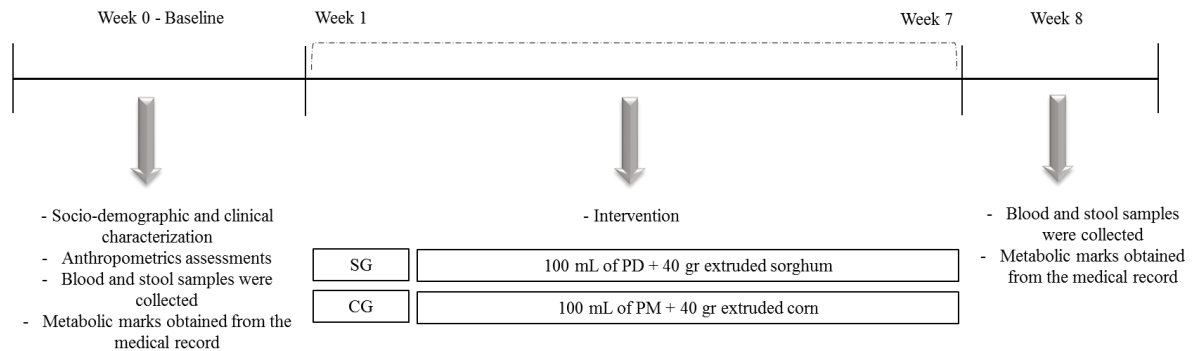 Week 0 - Baseline
Week 1
Week 7
Week 8
- Socio-demographic and clinical
characterization
- Anthropometrics assessments
- Blood and stool samples were
collected
- Metabolic marks obtained from the
medical record
- Intervention
SG
100 mL of PD + 40 gr extruded sorghum
CG
100 mL of PM + 40 gr extruded corn
- Blood and stool samples
were collected
- Metabolic marks obtained
from the medical record